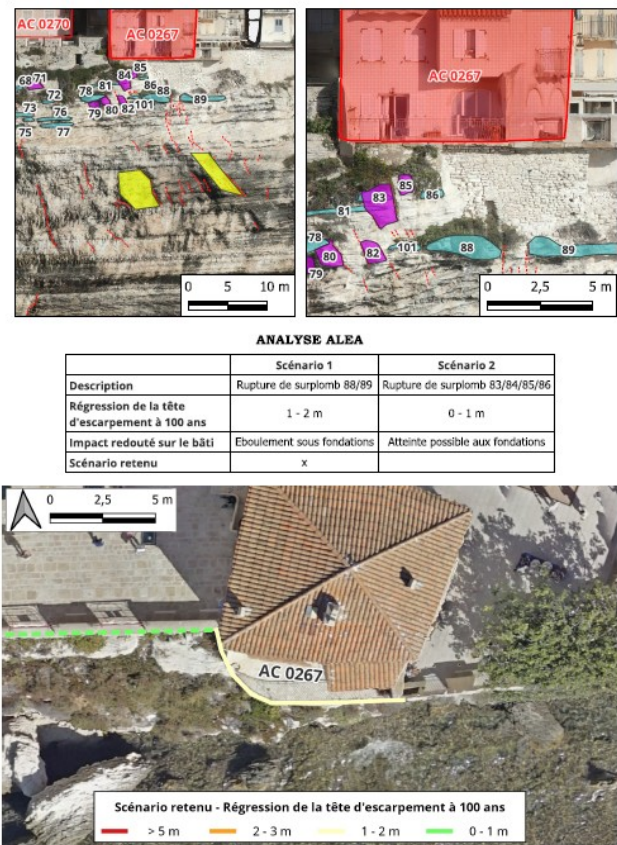 AC 0270
AC 0267
85
84
68 71
81
86
78
88
89
72
79 80 82 101
73
76
75
77
0 5 10 m
AC 0267
85
83
86
81
78
101
88
89
80
82
79
0 2,5 5 m
ANALYSE ALEA
Scénario 1 Scénario 2
Description Rupture de surplomb 88/89 Rupture de surplomb 83/84/85/86
Régression de la tête
d'escarpement à 100 ans 1 - 2 m 0 - 1 m
Impact redouté sur le bâti Eboulement sous fondations Atteinte possible aux fondations
Scénario retenu x
0 2,5 5 m
AC 0267
Scénario retenu - Régression de la tête d'escarpement à 100 ans
> 5 m 2 - 3 m 1 - 2 m 0 - 1 m